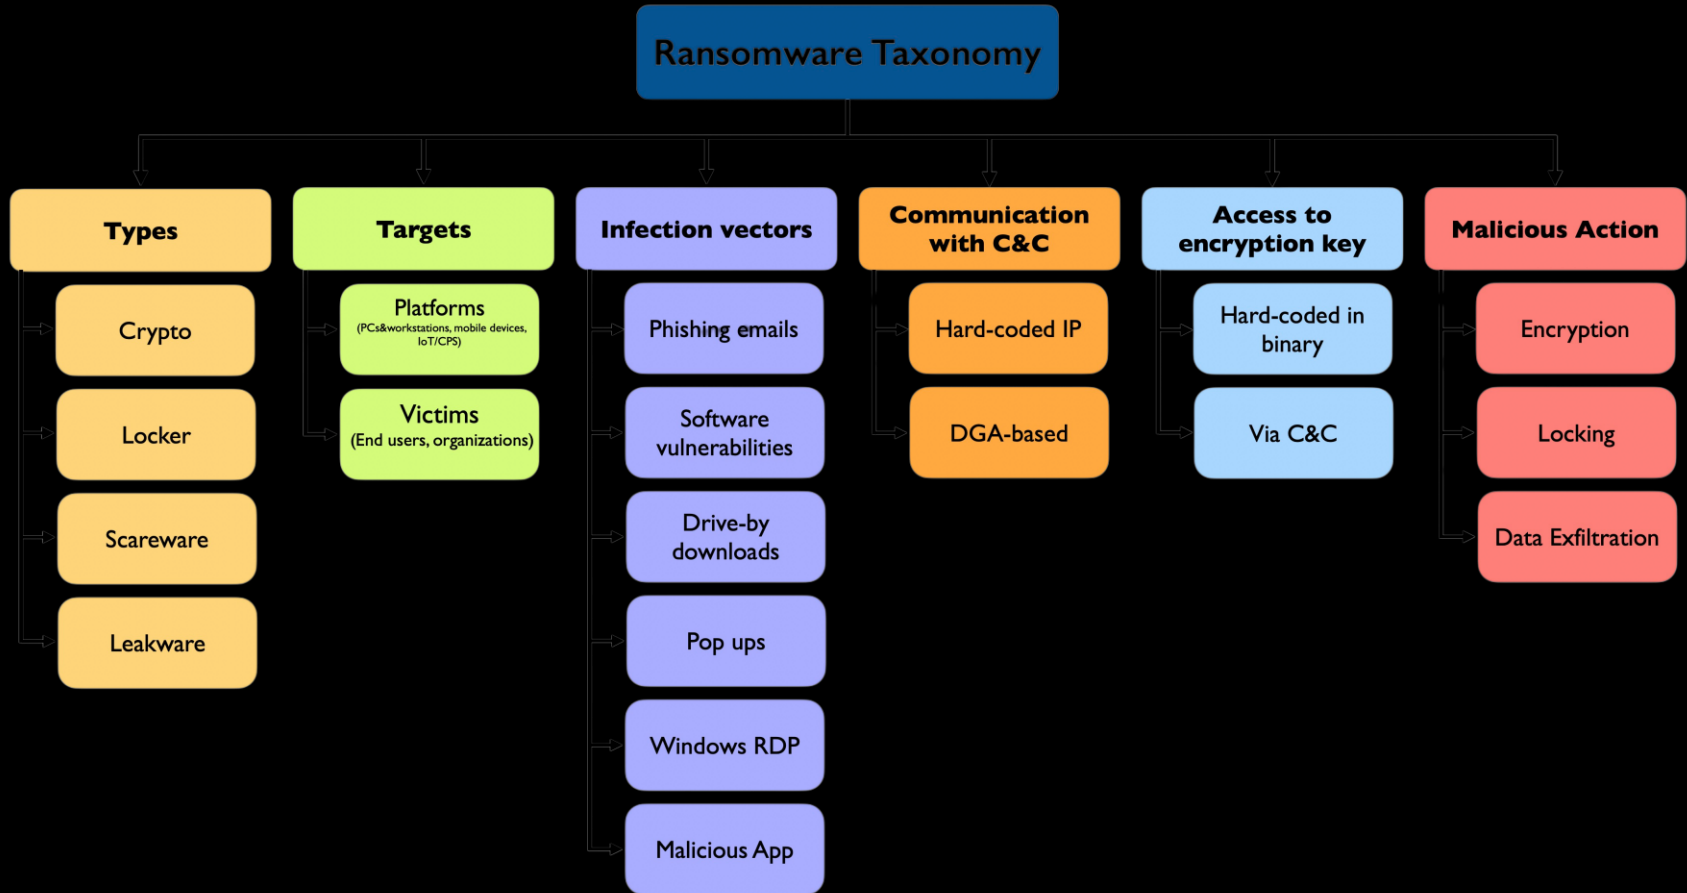 Ransomware Taxonomy
Types
Crypto
Locker
Scareware
Leakware
Targets
Platforms
(PCs&workstations, mobile devices,
IoT/CPS)
Victims
(End users, organizations)
Infection vectors
Phishing emails
Software
vulnerabilities
Drive-by
downloads
Pop ups
Windows RDP
Malicious App
Communication
with C&C
Hard-coded IP
DGA-based
Access to
encryption key
Hard-coded in
binary
Via C&C
Malicious Action
Encryption
Locking
Data Exfiltration